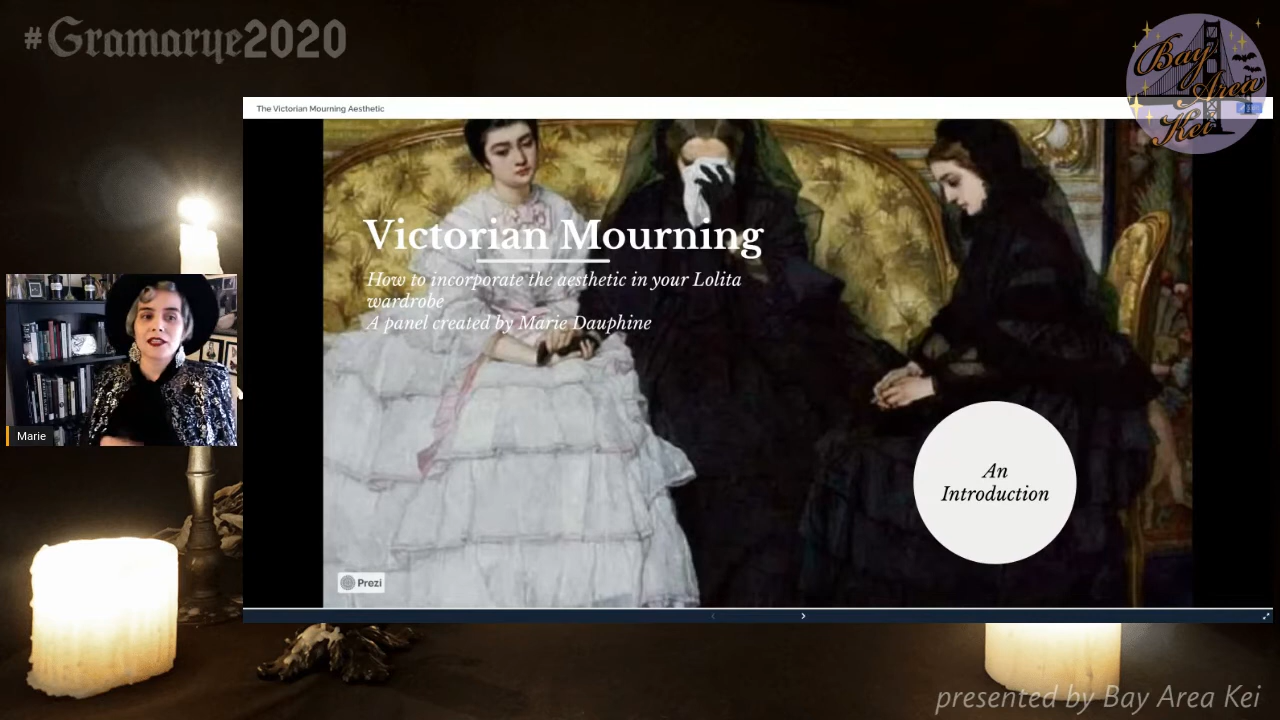 #Gramarye2020
Bay
Area
Kei
The Victorian Mourning Aesthetic
Victorian Mourning
How to incorporate the aesthetic in your Lolita
wardrobe
A panel created by Marie Dauphine
An
Introduction
Marie
Prezi
presented by Bay Area Kei